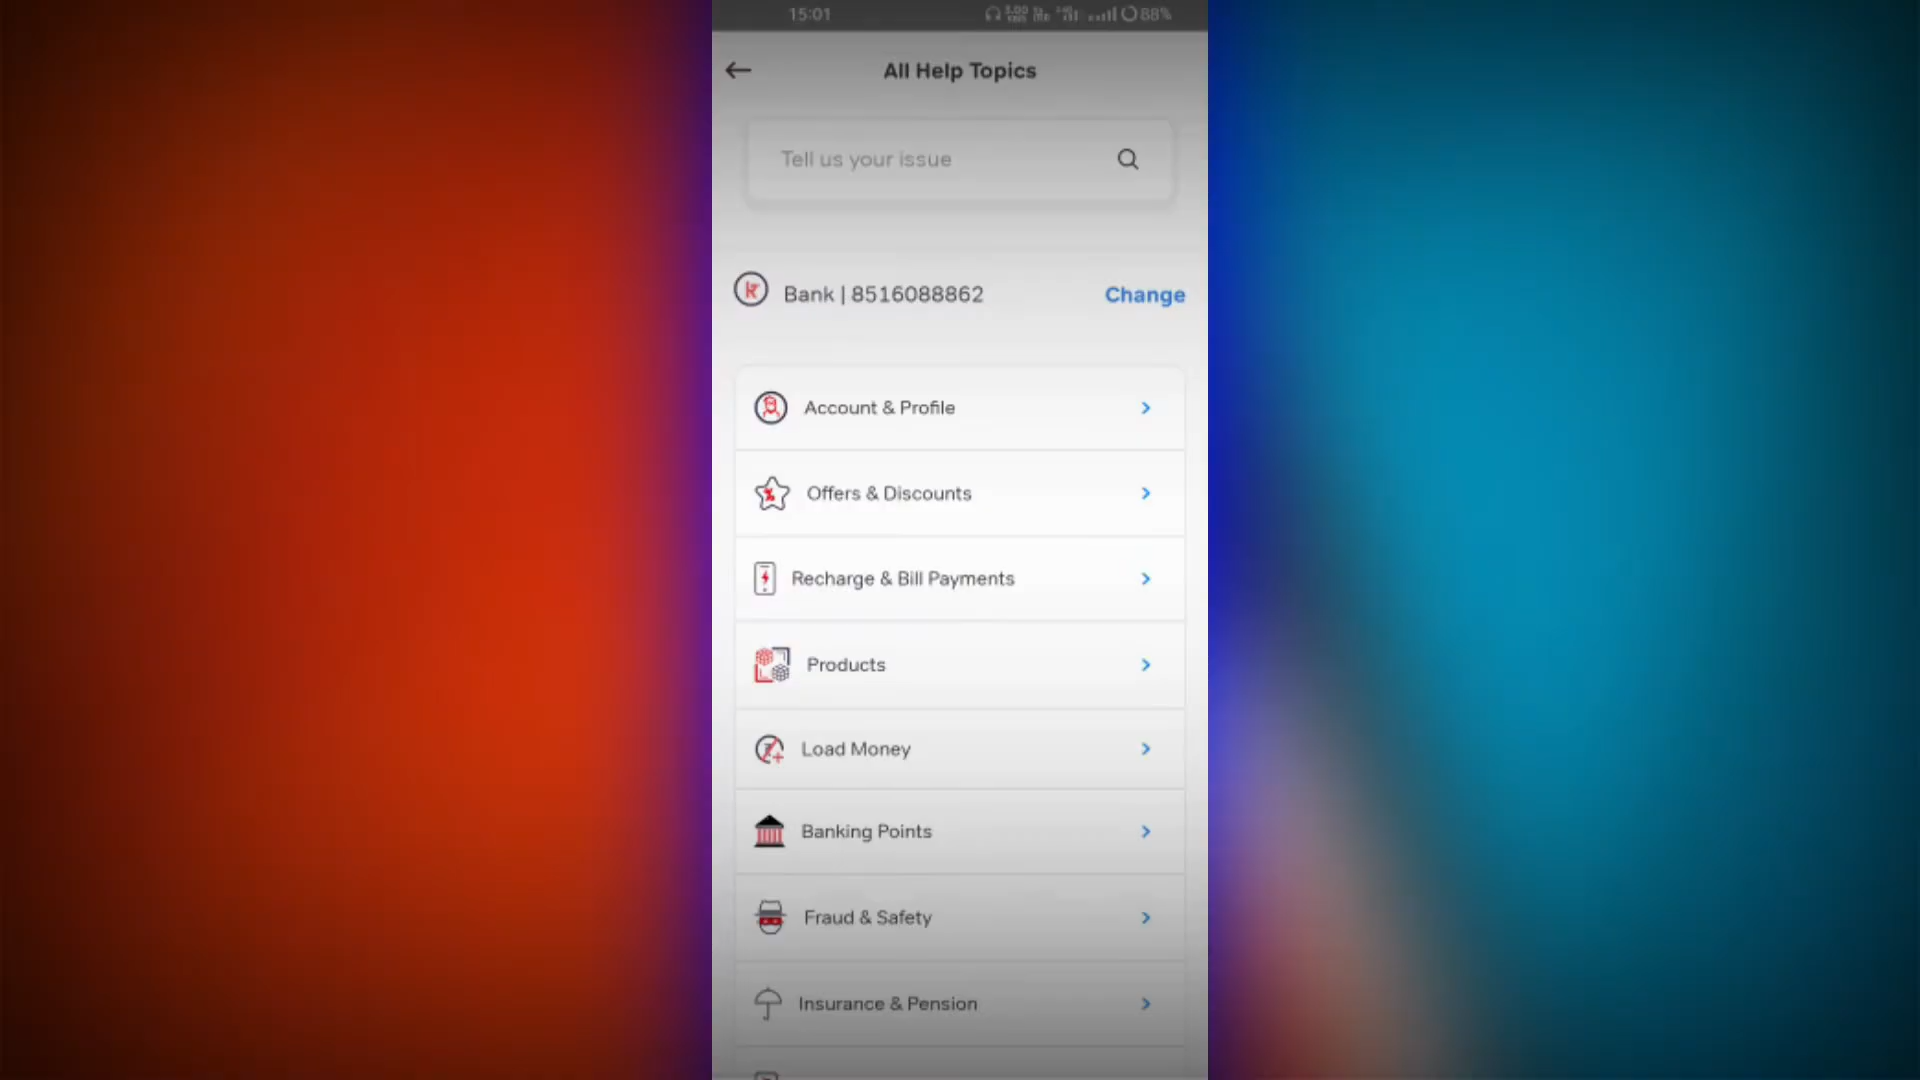 15:01
88%
All Help Topics
Tell us your issue
Bank | 8516088862
Change
Account & Profile
Offers & Discounts
Recharge & Bill Payments
Products
Load Money
Banking Points
Fraud & Safety
Insurance & Pension